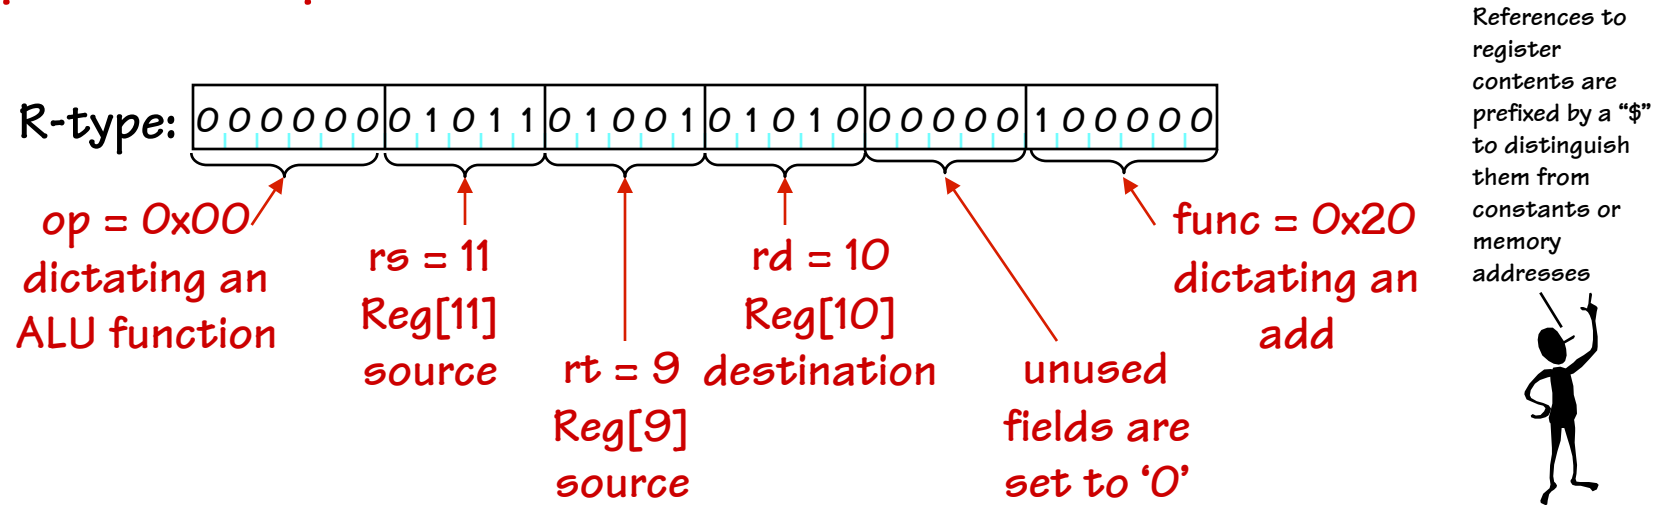 References to
register
contents are
prefixed by a “$”
to distinguish
them from
constants or
memory
addresses
R-type: 000000 01011 01001 01010 00000 100000
op = 0x00
dictating an
ALU function
rs = 11
Reg[11]
source
rt = 9
Reg[9]
source
rd = 10
Reg[10]
destination
unused
fields are
set to ‘0’
func = 0x20
dictating an
add